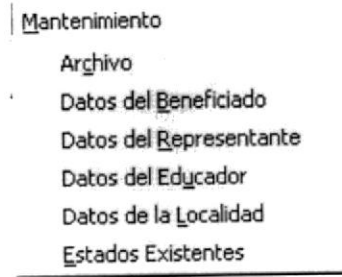 Mantenimiento
Archivo
Datos del Beneficiado
Datos del Representante
Datos del Educador
Datos de la Localidad
Estados Existentes